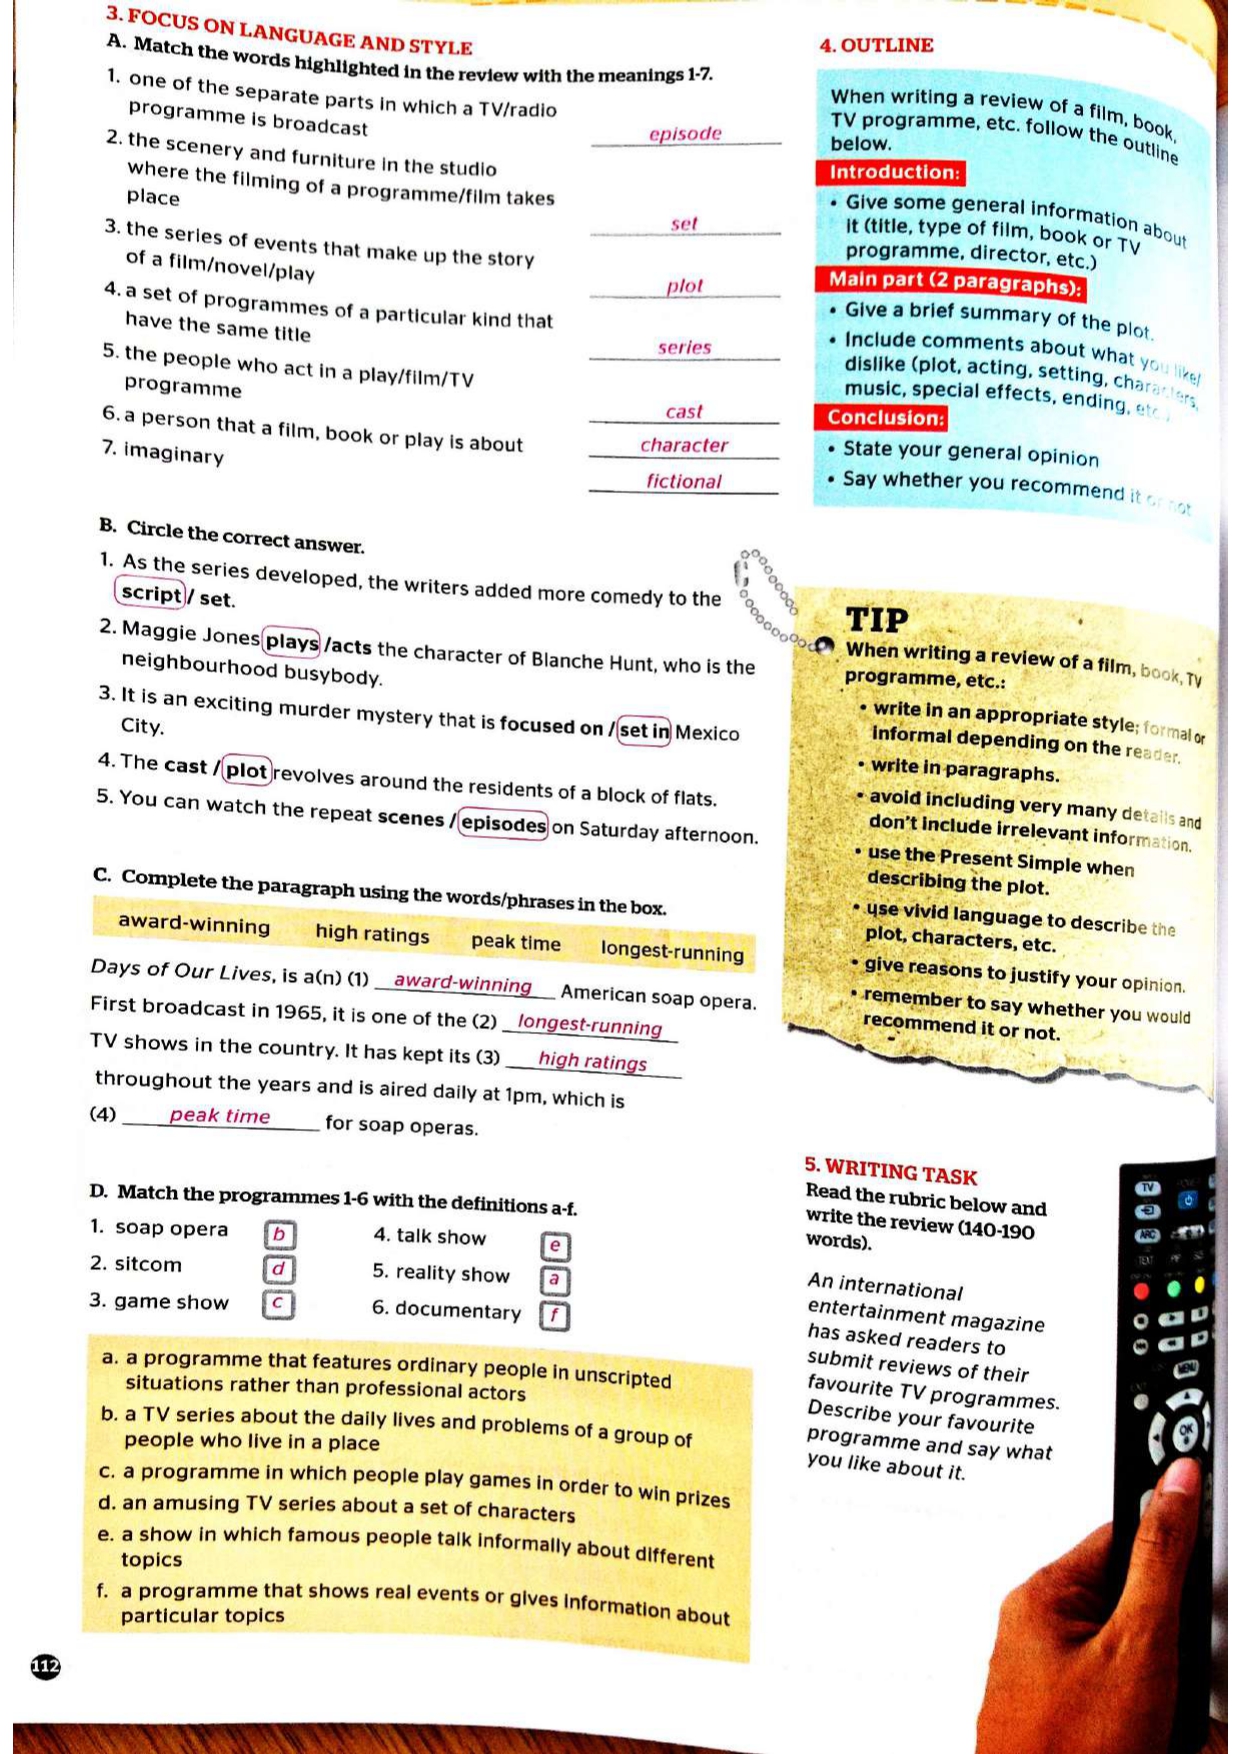 3. FOCUS ON LANGUAGE AND STYLE
A. Match the words highlighted in the review with the meanings 1-7.
1. one of the separate parts in which a TV/radio
programme is broadcast
episode
2. the scenery and furniture in the studio
where the filming of a programme/film takes
place
set
3. the series of events that make up the story
of a film/novel/play
plot
4. a set of programmes of a particular kind that
have the same title
series
5. the people who act in a play/film/TV
programme
cast
6. a person that a film, book or play is about
character
7. imaginary
fictional
B. Circle the correct answer.
1. As the series developed, the writers added more comedy to the
script / set.
2. Maggie Jones plays /acts the character of Blanche Hunt, who is the
neighbourhood busybody.
3. It is an exciting murder mystery that is focused on / set in Mexico
City.
4. The cast / plot revolves around the residents of a block of flats.
5. You can watch the repeat scenes / episodes on Saturday afternoon.
C. Complete the paragraph using the words/phrases in the box.
award-winning high ratings peak time longest-running
Days of Our Lives, is a(n) (1) award-winning American soap opera.
First broadcast in 1965, it is one of the (2) longest-running
TV shows in the country. It has kept its (3) high ratings
throughout the years and is aired daily at 1pm, which is
(4) peak time for soap operas.
D. Match the programmes 1-6 with the definitions a-f.
1. soap opera b 4. talk show e
2. sitcom d 5. reality show a
3. game show c 6. documentary f
a. a programme that features ordinary people in unscripted
situations rather than professional actors
b. a TV series about the daily lives and problems of a group of
people who live in a place
c. a programme in which people play games in order to win prizes
d. an amusing TV series about a set of characters
e. a show in which famous people talk informally about different
topics
f. a programme that shows real events or gives information about
particular topics
112
4. OUTLINE
When writing a review of a film, book,
TV programme, etc. follow the outline
below.
Introduction:
• Give some general information about
it (title, type of film, book or TV
programme, director, etc.)
Main part (2 paragraphs):
• Give a brief summary of the plot.
• Include comments about what you like/
dislike (plot, acting, setting, characters,
music, special effects, ending, etc.)
Conclusion:
• State your general opinion
• Say whether you recommend it or not
TIP
When writing a review of a film, book, TV
programme, etc.:
• write in an appropriate style; formal or
informal depending on the reader.
• write in paragraphs.
• avoid including very many details and
don't include irrelevant information.
• use the Present Simple when
describing the plot.
• use vivid language to describe the
plot, characters, etc.
• give reasons to justify your opinion.
• remember to say whether you would
recommend it or not.
5. WRITING TASK
Read the rubric below and
write the review (140-190
words).
An international
entertainment magazine
has asked readers to
submit reviews of their
favourite TV programmes.
Describe your favourite
programme and say what
you like about it.
TV
ARC
TEXT
MENU
OK